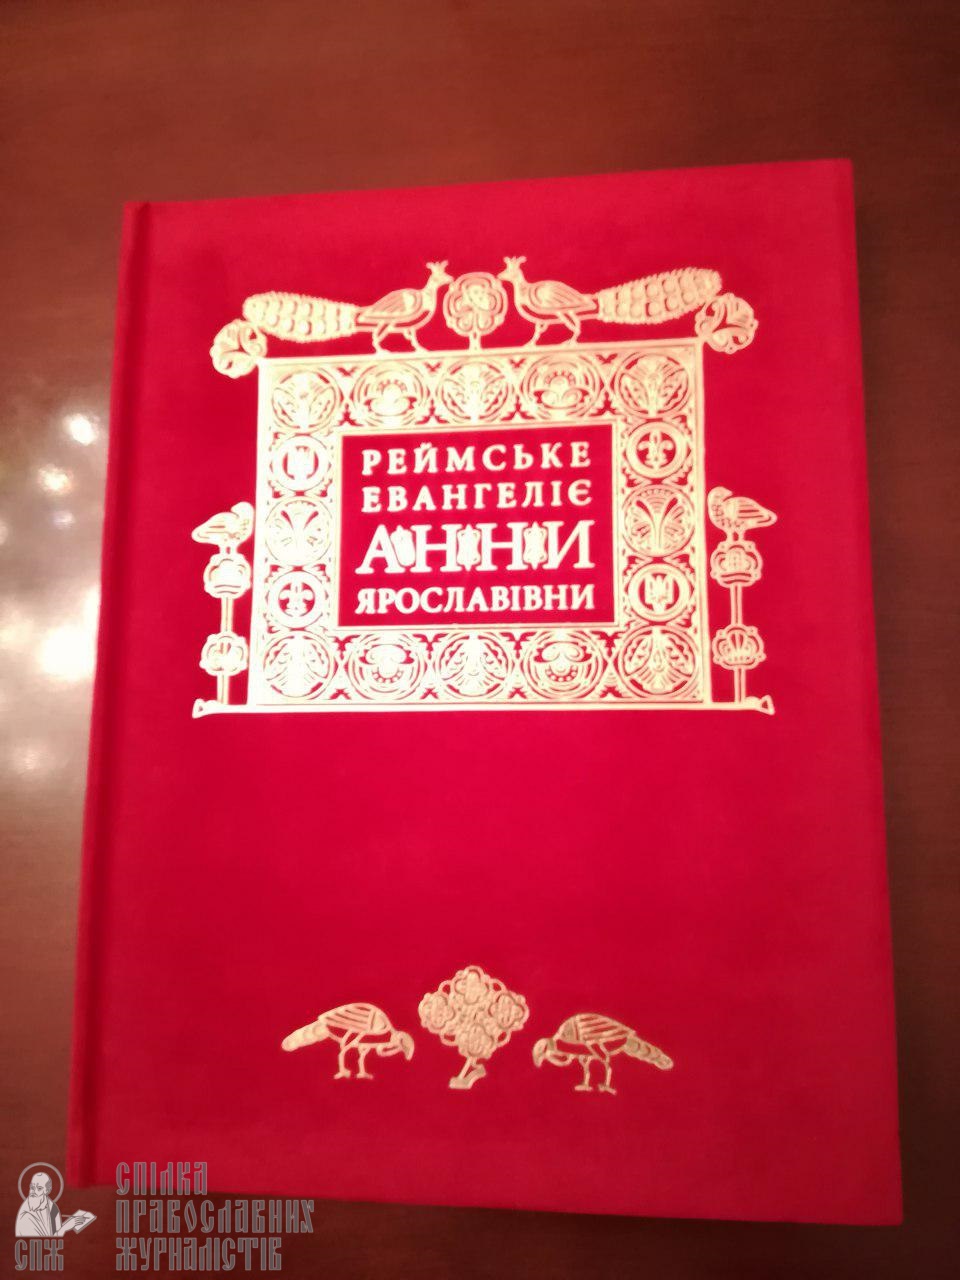 РЕЙМСЬКЕ
ЕВАНГЕЛІЄ
АННИ
ЯРОСЛАВІВНИ
СПІЛКА
ПРАВОСЛАВНИХ
ЖУРНАЛІСТІВ
СПЖ